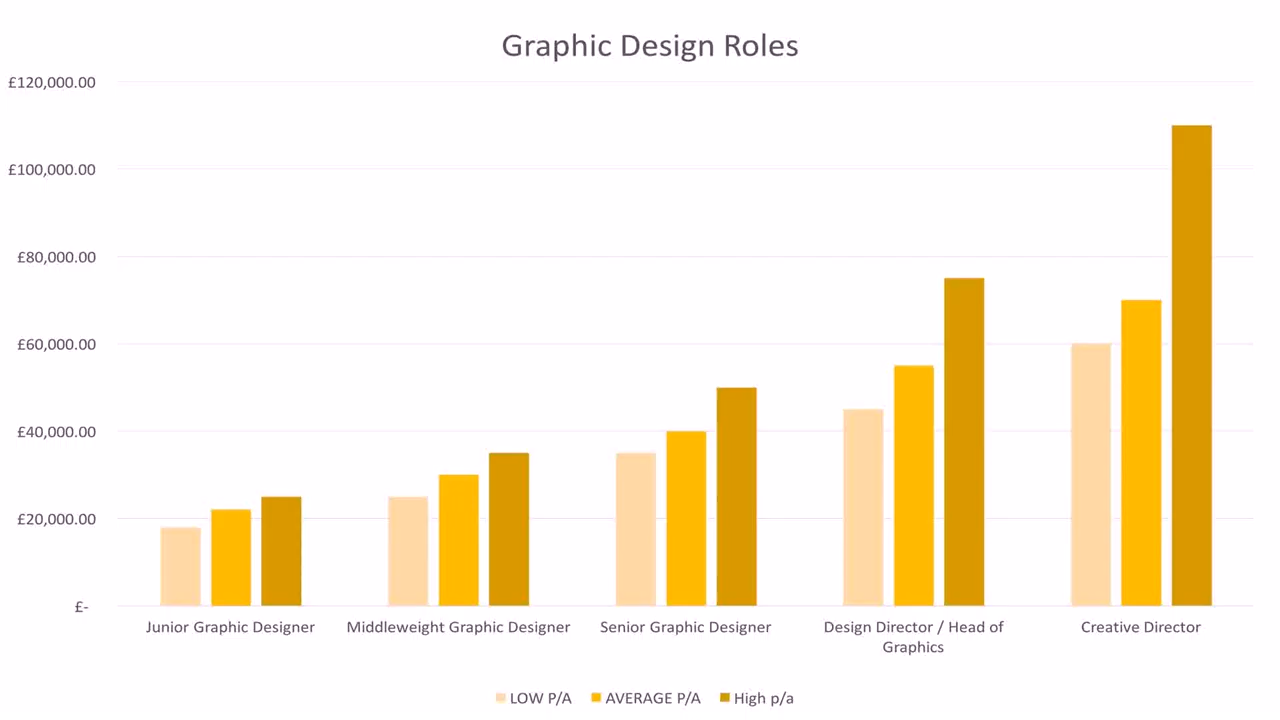 Graphic Design Roles
£120,000.00
£100,000.00
£80,000.00
£60,000.00
£40,000.00
£20,000.00
£-
Junior Graphic Designer
Middleweight Graphic Designer
Senior Graphic Designer
Design Director / Head of
Graphics
Creative Director
LOW P/A
AVERAGE P/A
High p/a